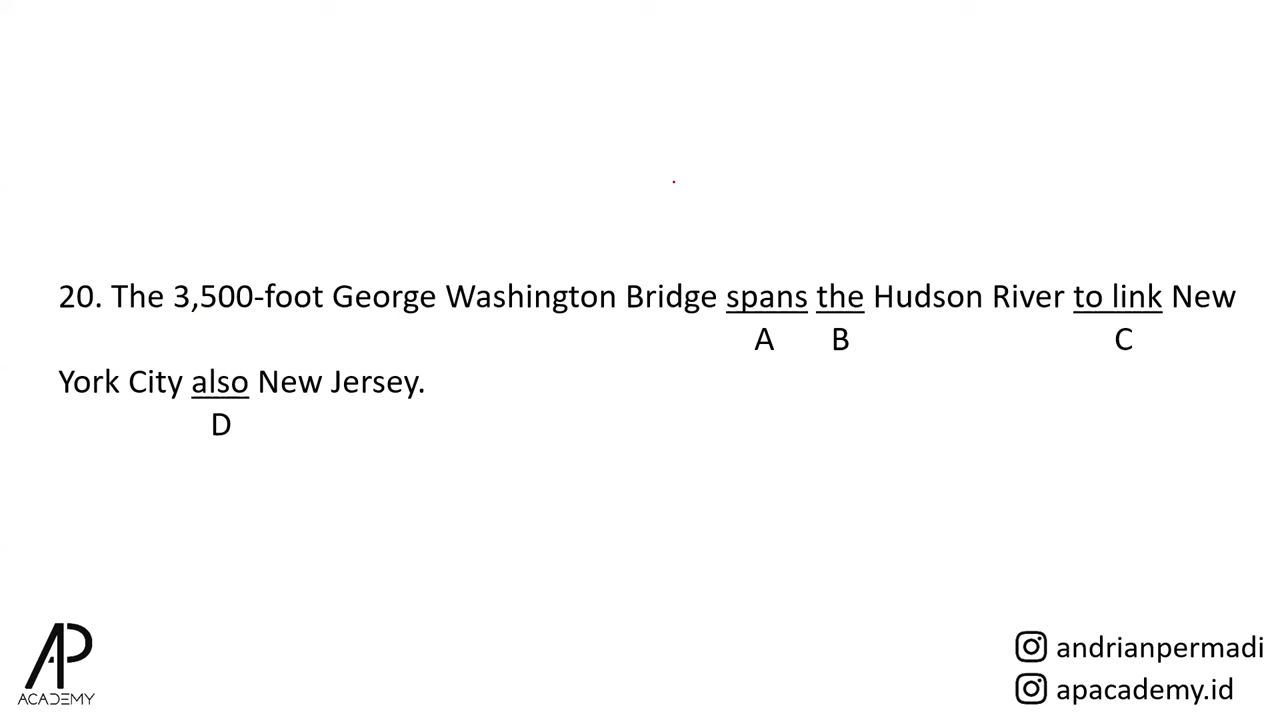 20. The 3,500-foot George Washington Bridge spans the Hudson River to link New
A B C
York City also New Jersey.
D
AP
ACADEMY
andrianpermadi
apacademy.id